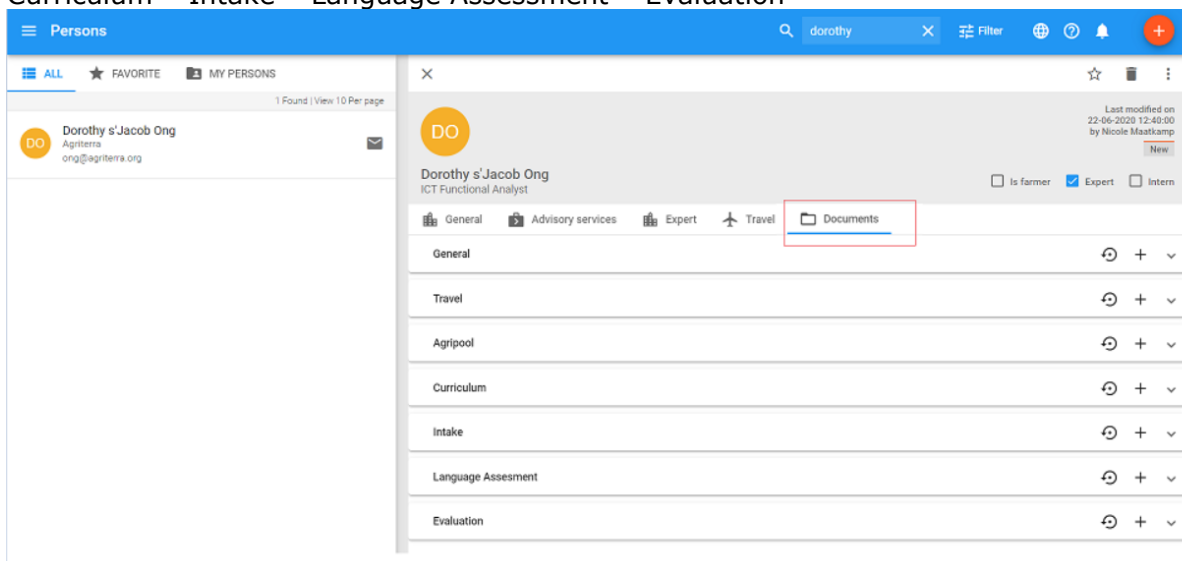 Curriculum – Intake – Language Assessment – Evaluation
Persons
dorothy
Filter
ALL
FAVORITE
MY PERSONS
1 Found | View 10 Per page
DO
Dorothy s'Jacob Ong
Agriterra
ong@agriterra.org
Last modified on
22-06-2020 12:40:00
by Nicole Maatkamp
New
DO
Dorothy s'Jacob Ong
ICT Functional Analyst
Is farmer
Expert
Intern
General
Advisory services
Expert
Travel
Documents
General
Travel
Agripool
Curriculum
Intake
Language Assesment
Evaluation